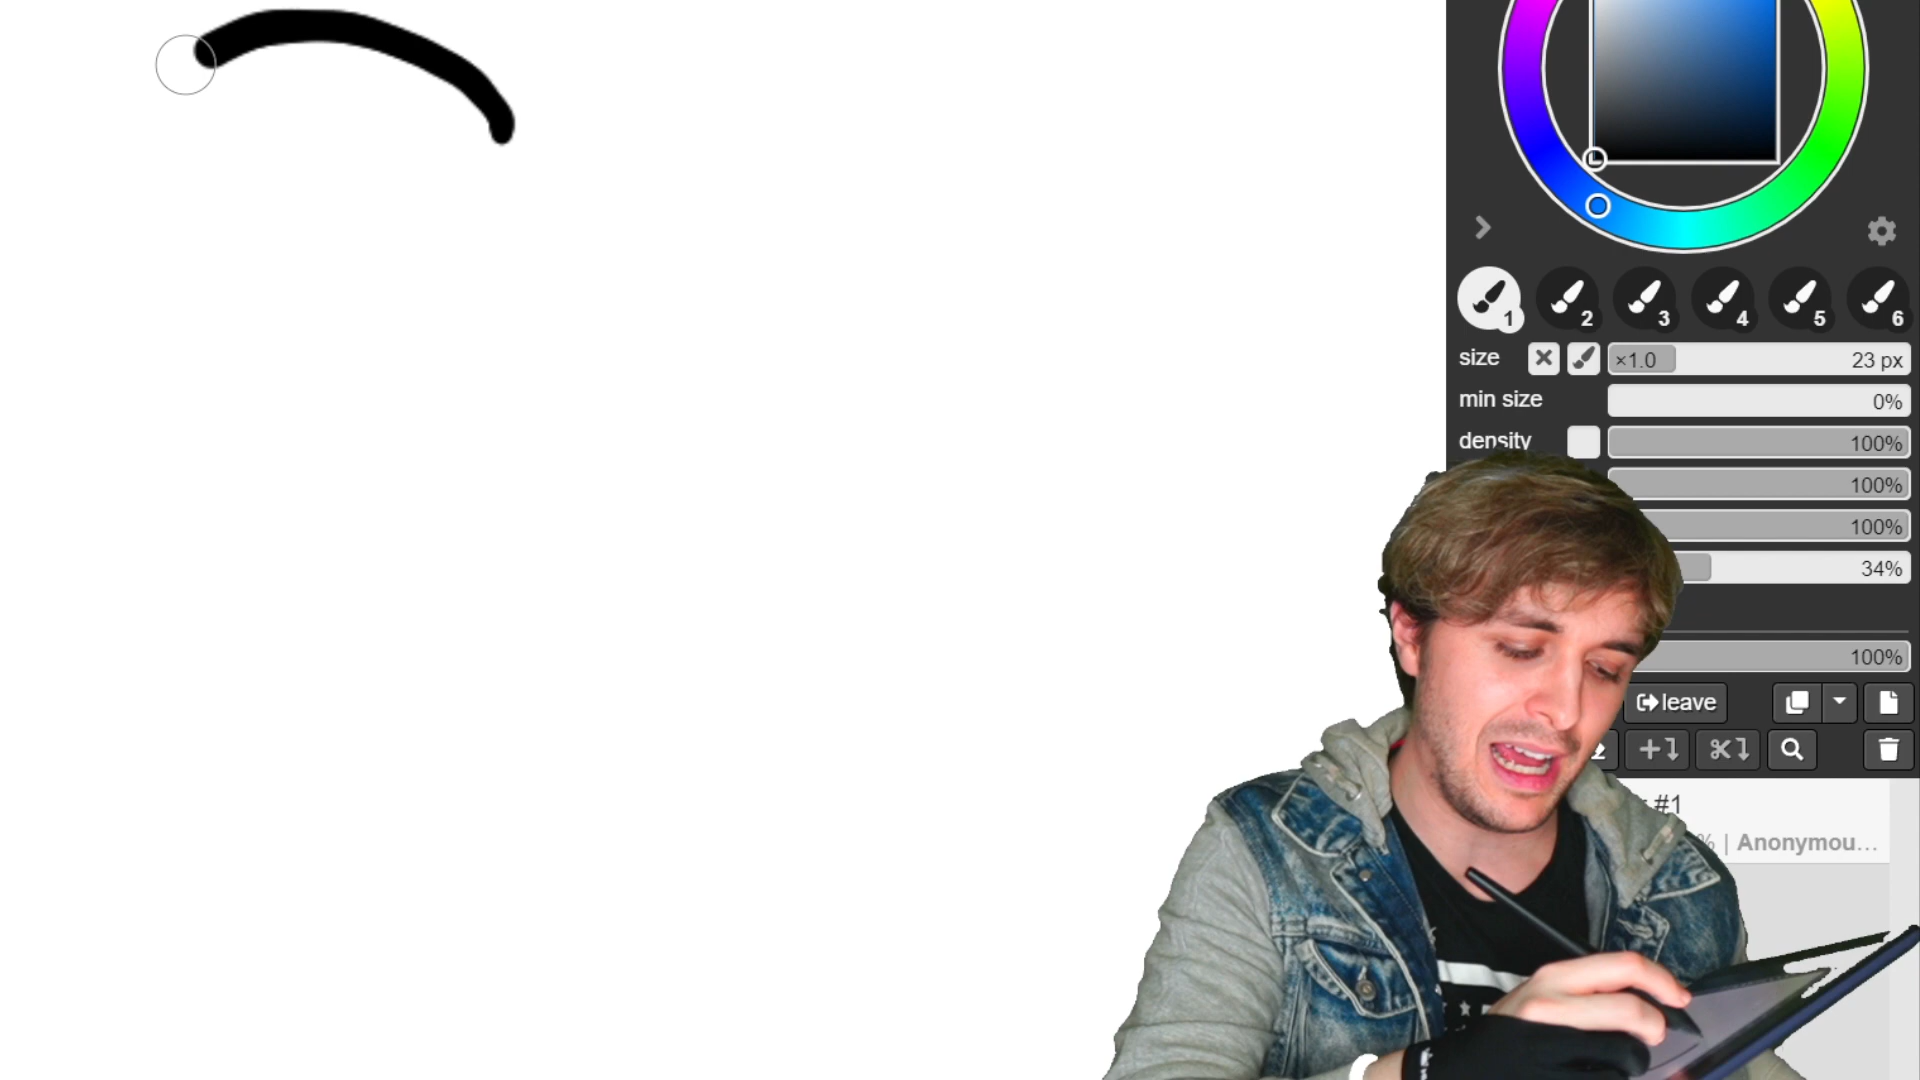 1 2 3 4 5 6
size ×1.0 23 px
min size 0%
density 100%
100%
100%
34%
100%
leave
#1
% | Anonymou...